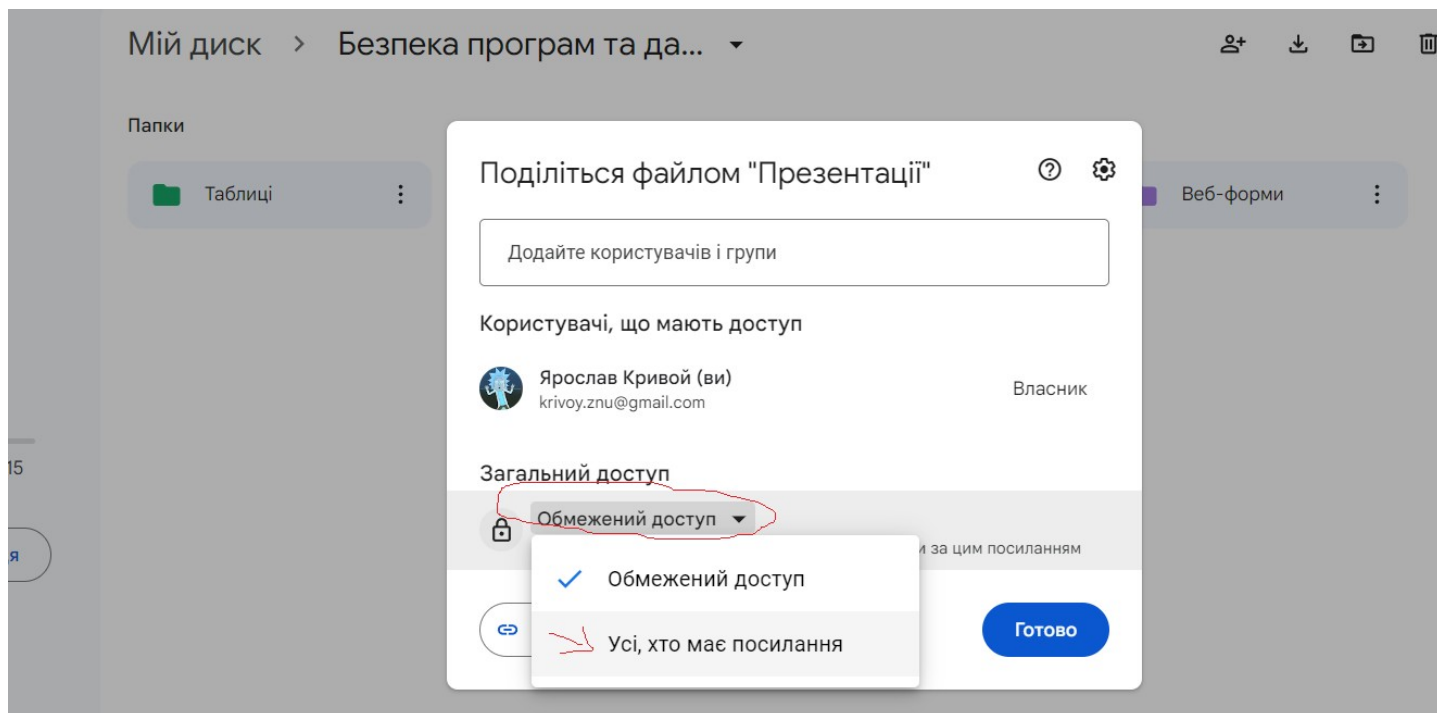 Мій диск > Безпека програм та да...
Папки
Таблиці
Веб-форми
Поділіться файлом "Презентації"
Додайте користувачів і групи
Користувачі, що мають доступ
Ярослав Кривой (ви)
krivoy.znu@gmail.com
Власник
15
Загальний доступ
Обмежений доступ
и за цим посиланням
я
Обмежений доступ
Усі, хто має посилання
Готово